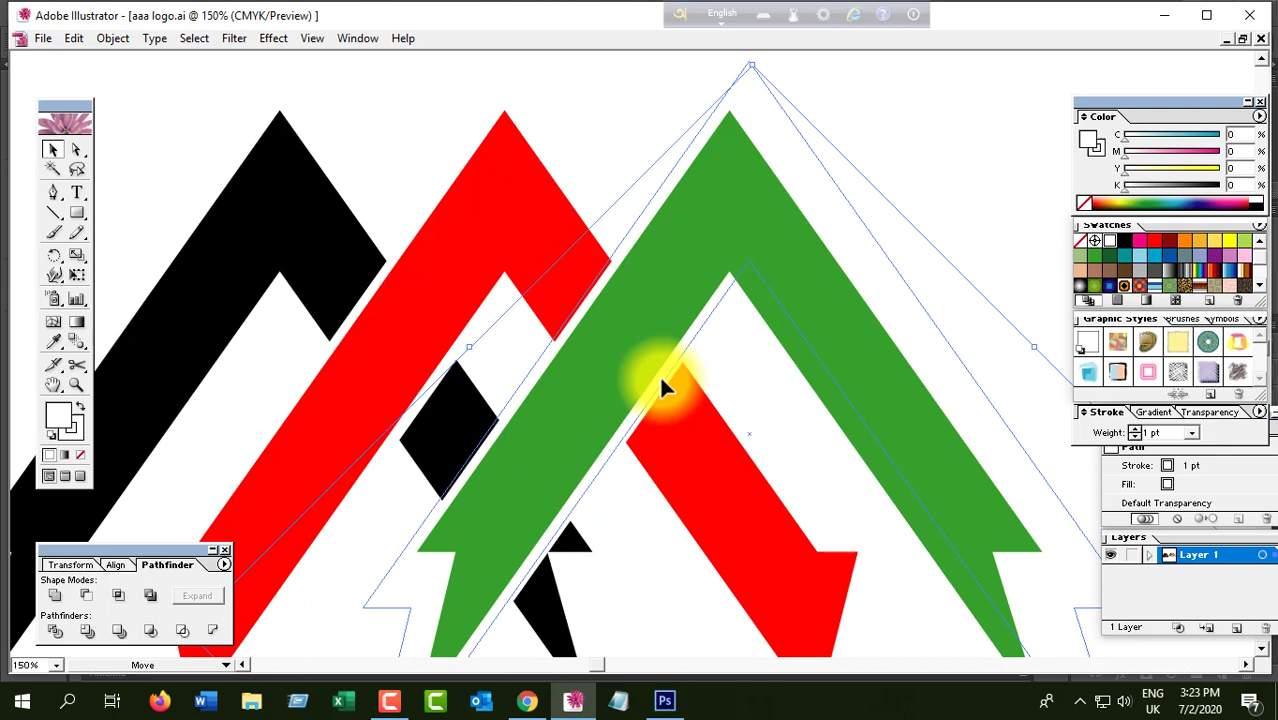 Adobe Illustrator - [aaa logo.ai @ 150% (CMYK/Preview) ]
English
File Edit Object Type Select Filter Effect View Window Help
Color
C 0 %
M 0 %
Y 0 %
K 0 %
Swatches
Graphic Styles Brushes Symbols
Stroke Gradient Transparency
Weight: 1 pt
Path
Stroke: 1 pt
Fill:
Default Transparency
Layers
Layer 1
1 Layer
Transform Align Pathfinder
Shape Modes:
Expand
Pathfinders:
150% Move
ENG
UK
3:23 PM
7/2/2020
7